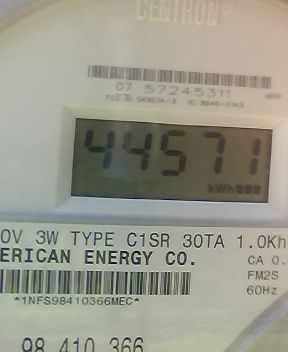 CENTRON®
07 57245311
44571
kWh
0V 3W TYPE C1SR 30TA 1.0Kh
ERICAN ENERGY CO.
CA 0.
FM2S
*1NFS98410366MEC*
60Hz
98 410 366